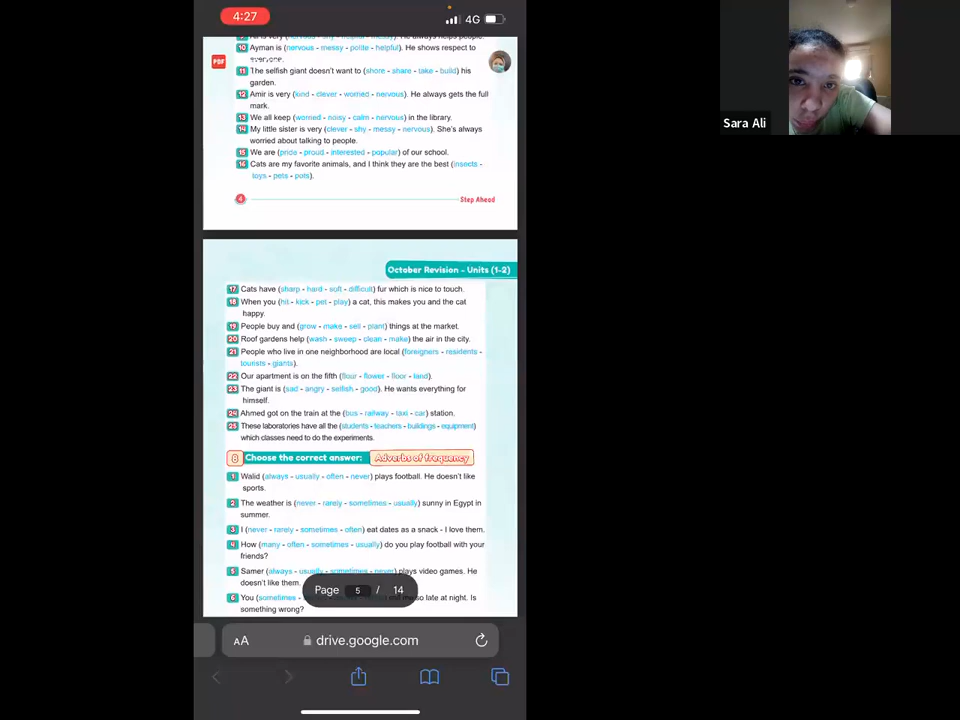 4:27
4G
PDF
10 Ayman is (nervous - messy - polite - helpful). He shows respect to
everyone.
11 The selfish giant doesn't want to (shore - share - take - build) his
garden.
12 Amir is very (kind - clever - worried - nervous). He always gets the full
mark.
13 We all keep (worried - noisy - calm - nervous) in the library.
14 My little sister is very (clever - shy - messy - nervous). She's always
worried about talking to people.
15 We are (pride - proud - interested - popular) of our school.
16 Cats are my favorite animals, and I think they are the best (insects -
toys - pets - pots).
4
Step Ahead
October Revision - Units (1-2)
17 Cats have (sharp - hard - soft - difficult) fur which is nice to touch.
18 When you (hit - kick - pet - play) a cat, this makes you and the cat
happy.
19 People buy and (grow - make - sell - plant) things at the market.
20 Roof gardens help (wash - sweep - clean - make) the air in the city.
21 People who live in one neighborhood are local (foreigners - residents -
tourists - giants).
22 Our apartment is on the fifth (flour - flower - floor - land).
23 The giant is (sad - angry - selfish - good). He wants everything for
himself.
24 Ahmed got on the train at the (bus - railway - taxi - car) station.
25 These laboratories have all the (students - teachers - buildings - equipment)
which classes need to do the experiments.
8 Choose the correct answer: Adverbs of frequency
1 Walid (always - usually - often - never) plays football. He doesn't like
sports.
2 The weather is (never - rarely - sometimes - usually) sunny in Egypt in
summer.
3 I (never - rarely - sometimes - often) eat dates as a snack - I love them.
4 How (many - often - sometimes - usually) do you play football with your
friends?
5 Samer (always - usually - sometimes - never) plays video games. He
doesn't like them.
6 You (sometimes - so late at night. Is
something wrong?
Page 5 / 14
AA
drive.google.com
Sara Ali